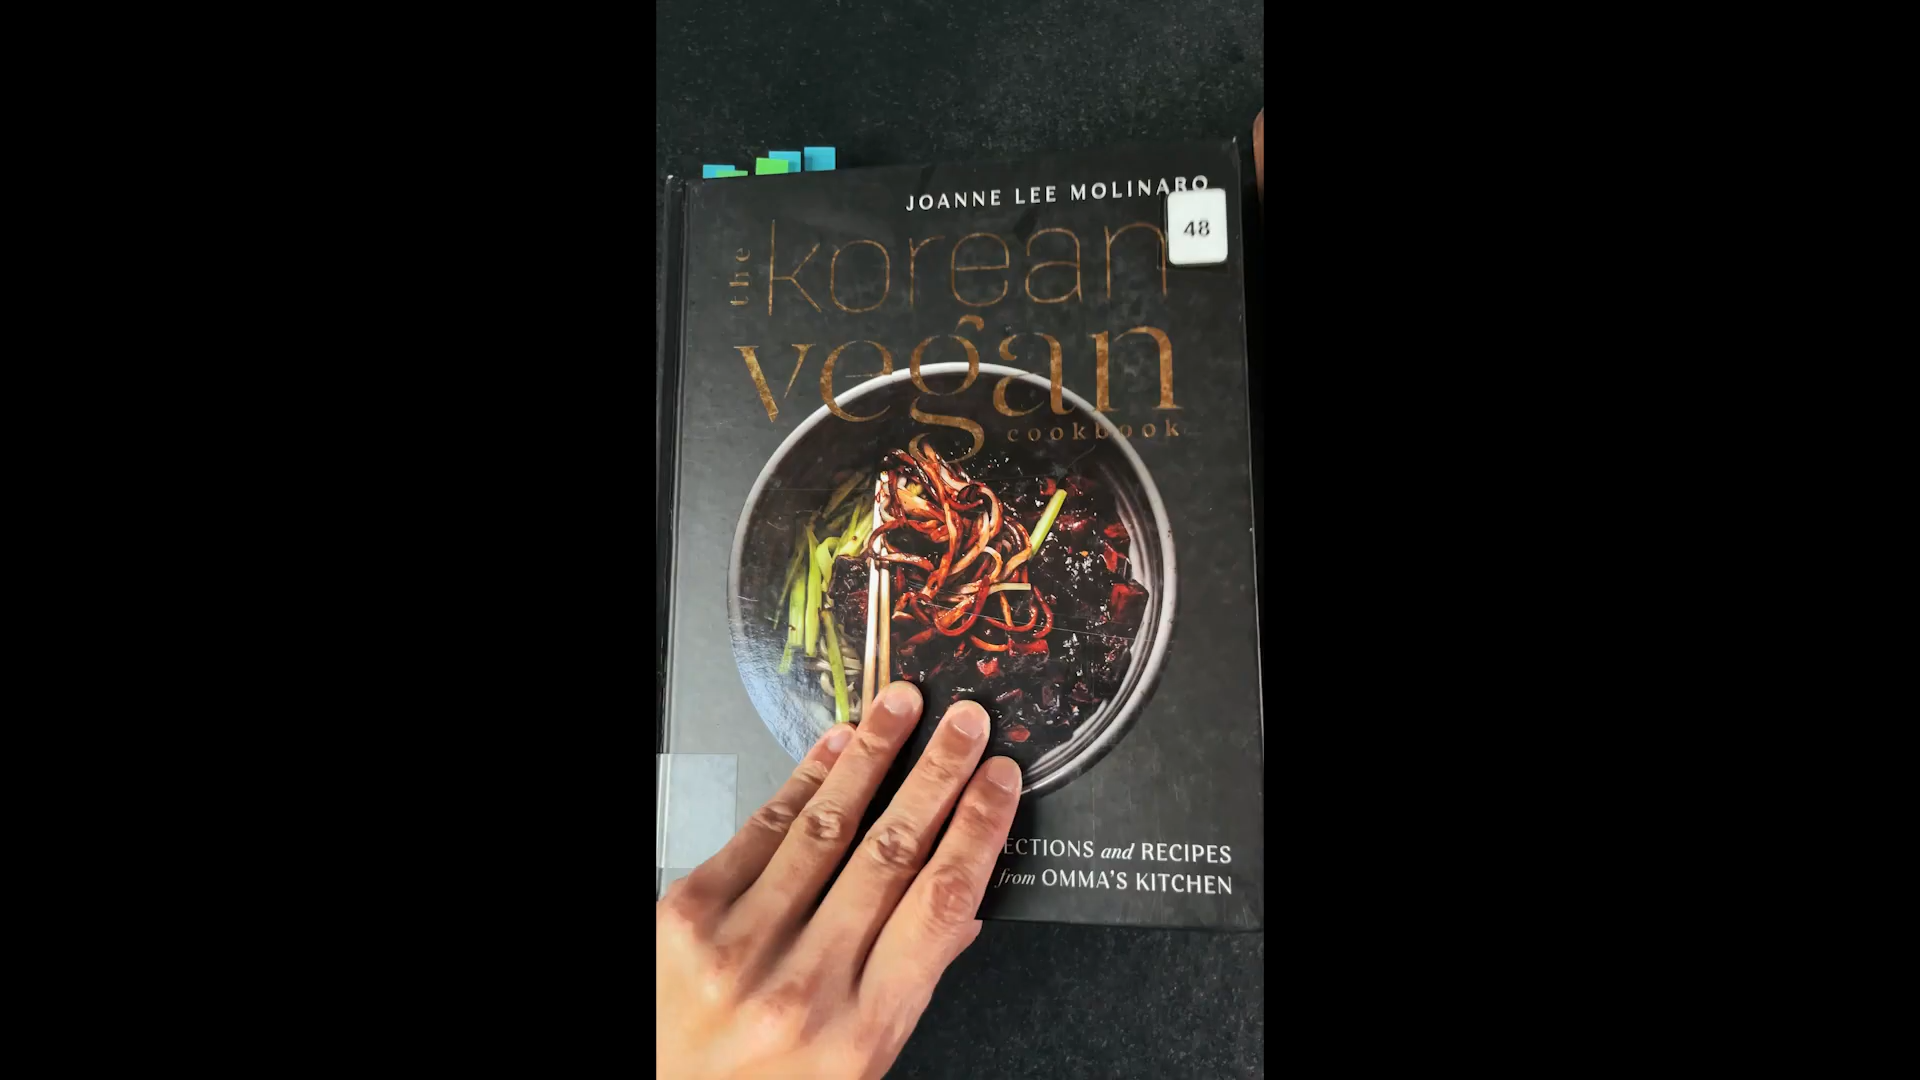 JOANNE LEE MOLINARO
48
the
korean
vegan
cookbook
ECTIONS and RECIPES
from OMMA'S KITCHEN